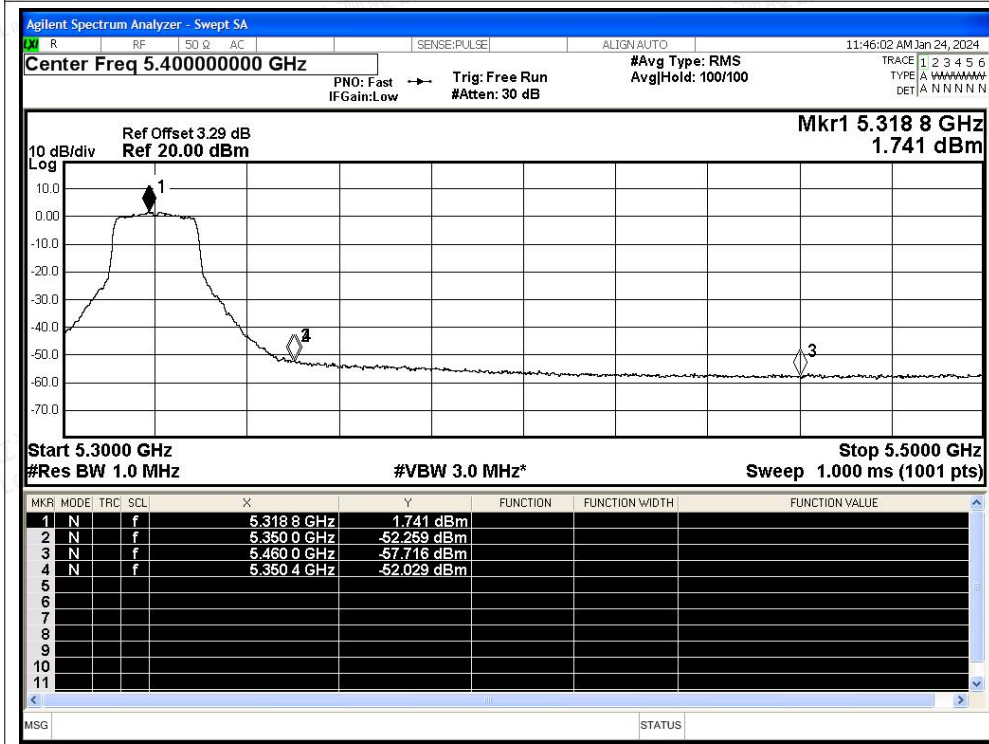 Agilent Spectrum Analyzer - Swept SA
LXI R RF 50 Ω AC SENSE:PULSE ALIGN AUTO 11:46:02 AM Jan 24, 2024
Center Freq 5.400000000 GHz #Avg Type: RMS TRACE 1 2 3 4 5 6
PNO: Fast Trig: Free Run Avg|Hold: 100/100 TYPE A WWWWW
IFGain:Low #Atten: 30 dB DET A N N N N N
Mkr1 5.318 8 GHz
Ref Offset 3.29 dB
10 dB/div Ref 20.00 dBm 1.741 dBm
Log
10.0
1
0.00
-10.0
-20.0
-30.0
-40.0
-50.0
3
-60.0
-70.0
Start 5.3000 GHz Stop 5.5000 GHz
#Res BW 1.0 MHz #VBW 3.0 MHz* Sweep 1.000 ms (1001 pts)
MKR MODE TRC SCL X Y FUNCTION FUNCTION WIDTH FUNCTION VALUE
1 N f 5.318 8 GHz 1.741 dBm
2 N f 5.350 0 GHz -52.259 dBm
3 N f 5.460 0 GHz -57.716 dBm
4 N f 5.350 4 GHz -52.029 dBm
5
6
7
8
9
10
11
MSG STATUS